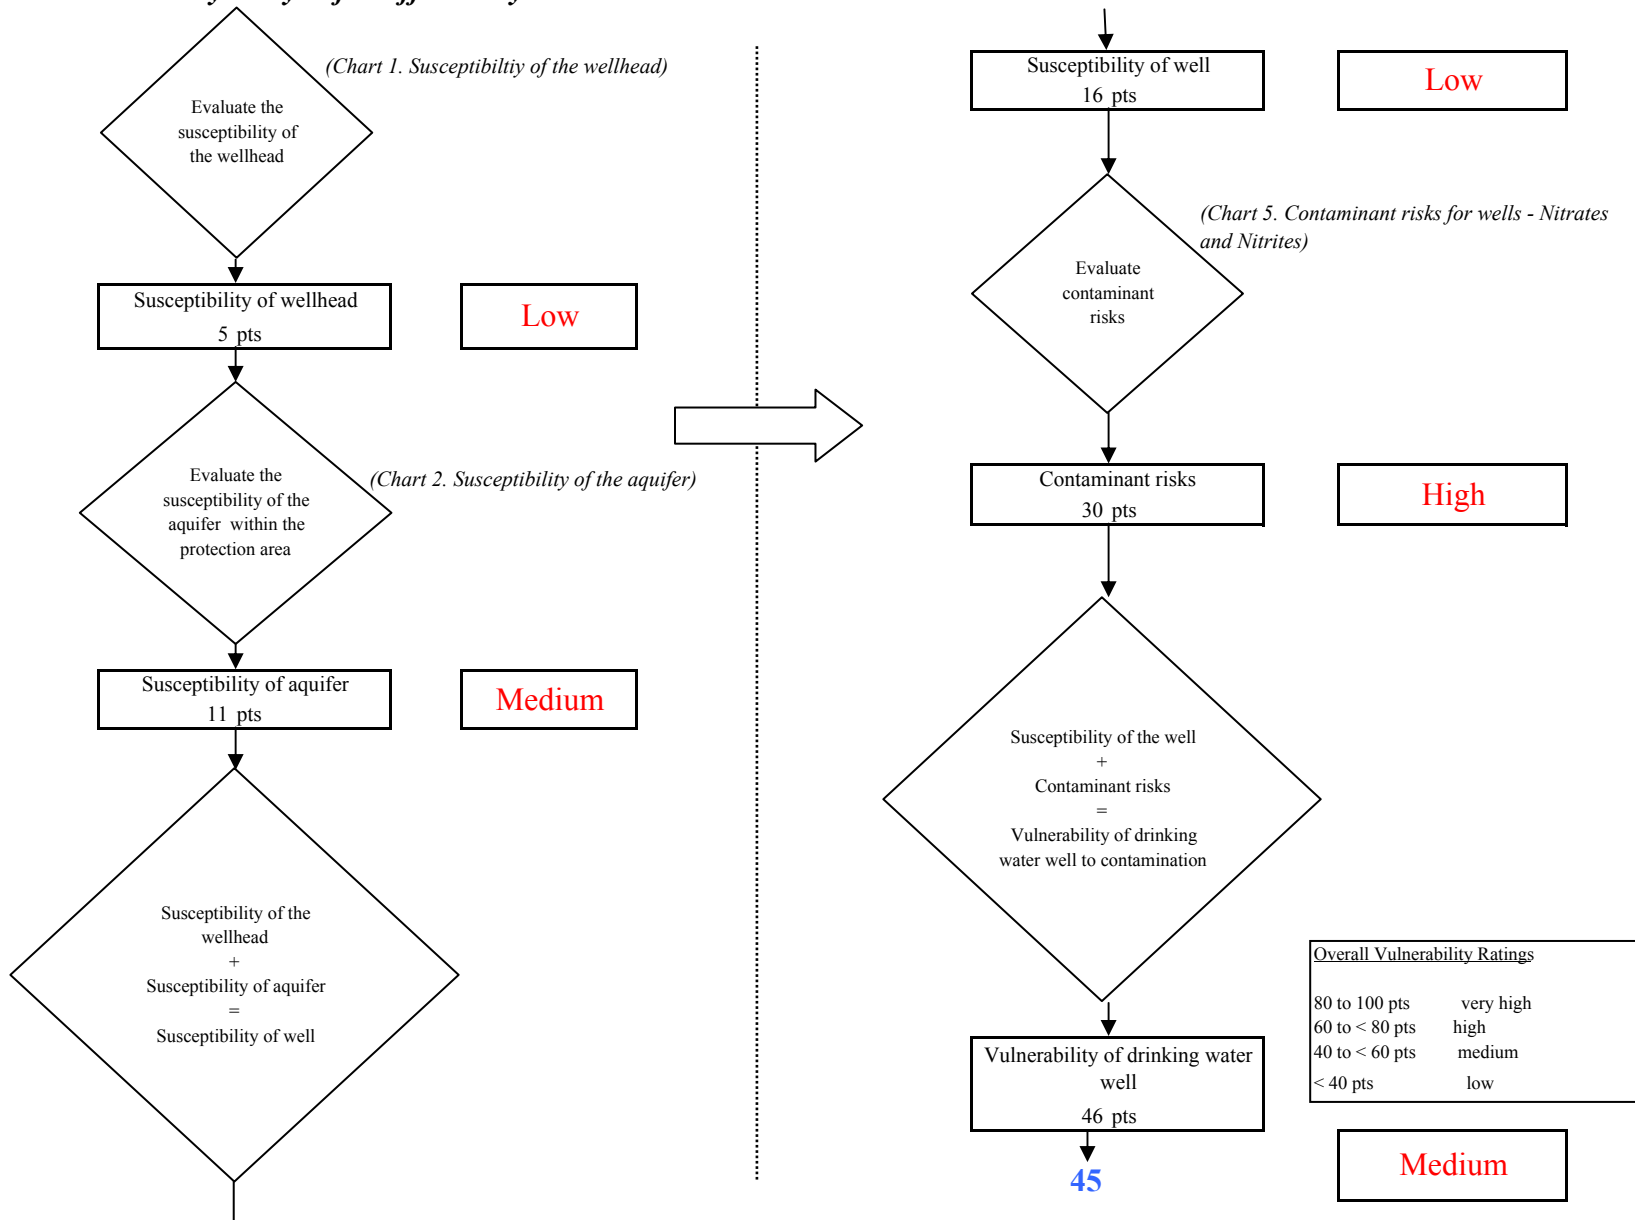 (Chart 1. Susceptibiltiy of the wellhead)
Evaluate the
susceptibility of
the wellhead
Susceptibility of wellhead
5 pts
Low
Evaluate the
susceptibility of the
aquifer within the
protection area
(Chart 2. Susceptibility of the aquifer)
Susceptibility of aquifer
11 pts
Medium
Susceptibility of the
wellhead
+
Susceptibility of aquifer
=
Susceptibility of well
Susceptibility of well
16 pts
Low
(Chart 5. Contaminant risks for wells - Nitrates
and Nitrites)
Evaluate
contaminant
risks
Contaminant risks
30 pts
High
Susceptibility of the well
+
Contaminant risks
=
Vulnerability of drinking
water well to contamination
Overall Vulnerability Ratings
80 to 100 pts very high
60 to < 80 pts high
40 to < 60 pts medium
< 40 pts low
Vulnerability of drinking water
well
46 pts
45
Medium